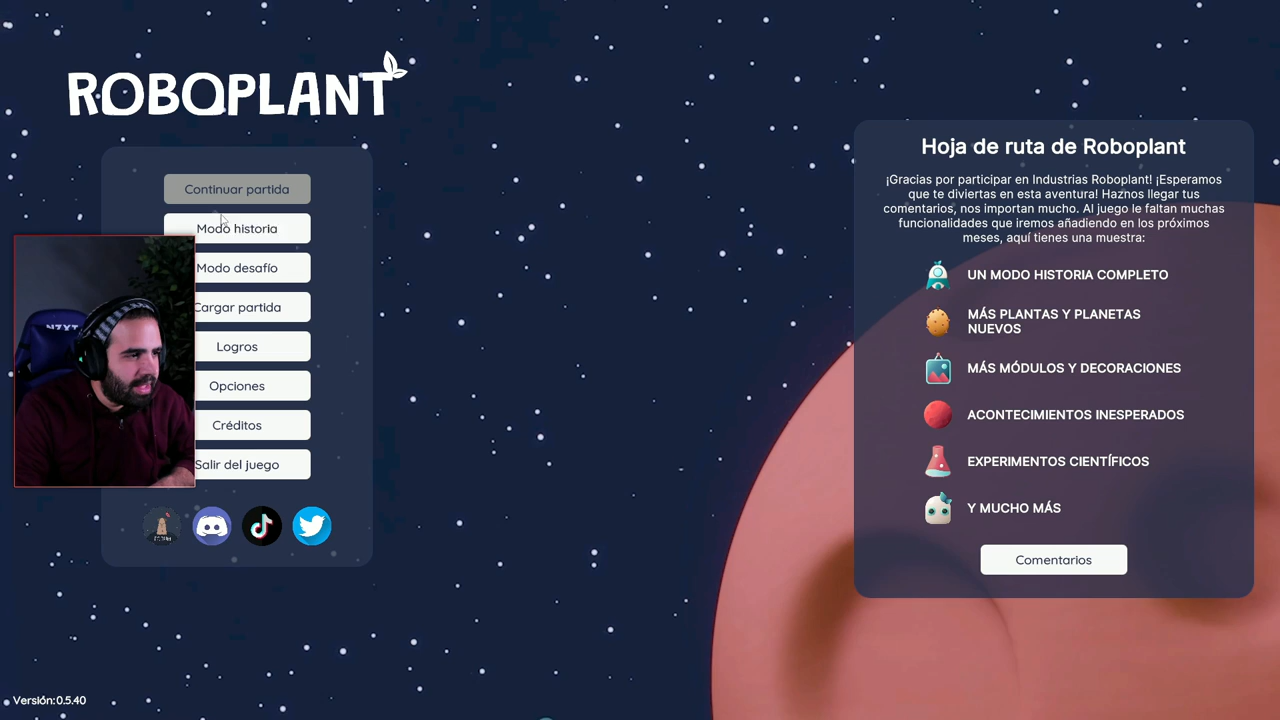 ROBOPLANT
Continuar partida
Modo historia
Modo desafío
Cargar partida
Logros
Opciones
Créditos
Salir del juego
NZXT
Versión:0.5.40
Hoja de ruta de Roboplant
¡Gracias por participar en Industrias Roboplant! ¡Esperamos
que te diviertas en esta aventura! Haznos llegar tus
comentarios, nos importan mucho. Al juego le faltan muchas
funcionalidades que iremos añadiendo en los próximos
meses, aquí tienes una muestra:
UN MODO HISTORIA COMPLETO
MÁS PLANTAS Y PLANETAS
NUEVOS
MÁS MÓDULOS Y DECORACIONES
ACONTECIMIENTOS INESPERADOS
EXPERIMENTOS CIENTÍFICOS
Y MUCHO MÁS
Comentarios